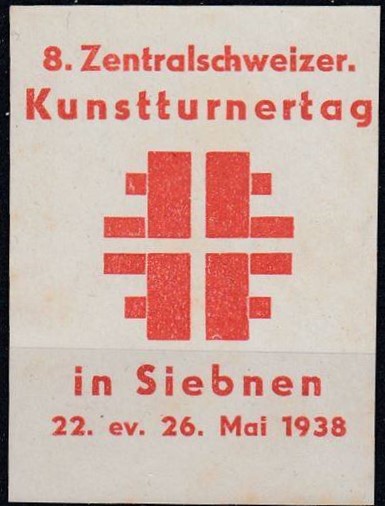 8. Zentralschweizer.
Kunstturnertag
in Siebnen
22. ev. 26. Mai 1938